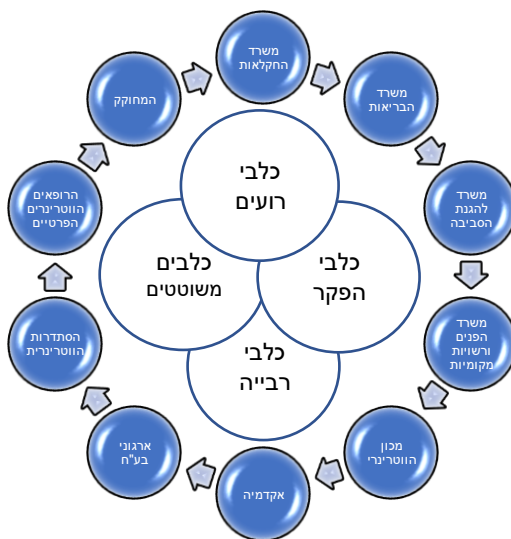 משרד
החקלאות
משרד
הבריאות
משרד
להגנת
הסביבה
משרד
הפנים
ורשויות
מקומיות
מכון
הווטרינרי
אקדמיה
ארגוני
בע"ח
הסתדרות
הווטרינרית
הרופאים
הווטרינרים
הפרטיים
המחוקק
כלבי
רועים
כלבי
הפקר
כלבי
רבייה
כלבים
משוטטים